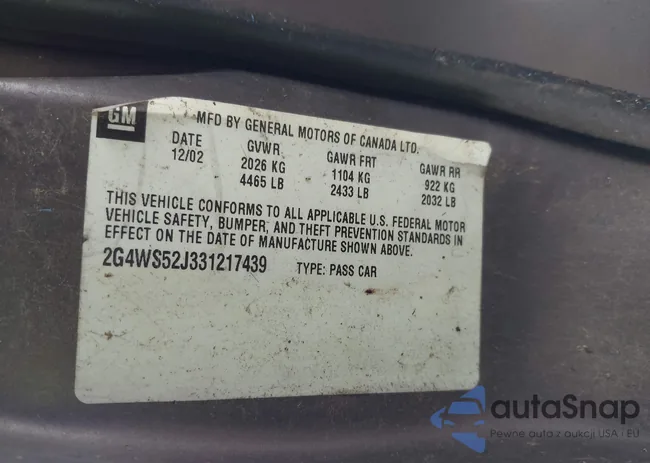 GM
MFD BY GENERAL MOTORS OF CANADA LTD.
DATE GVWR GAWR FRT GAWR RR
12/02 2026 KG 1104 KG 922 KG
4465 LB 2433 LB 2032 LB
THIS VEHICLE CONFORMS TO ALL APPLICABLE U.S. FEDERAL MOTOR
VEHICLE SAFETY, BUMPER, AND THEFT PREVENTION STANDARDS IN
EFFECT ON THE DATE OF MANUFACTURE SHOWN ABOVE.
2G4WS52J331217439 TYPE: PASS CAR
autoSnap
Pewne auta z aukcji USA i EU